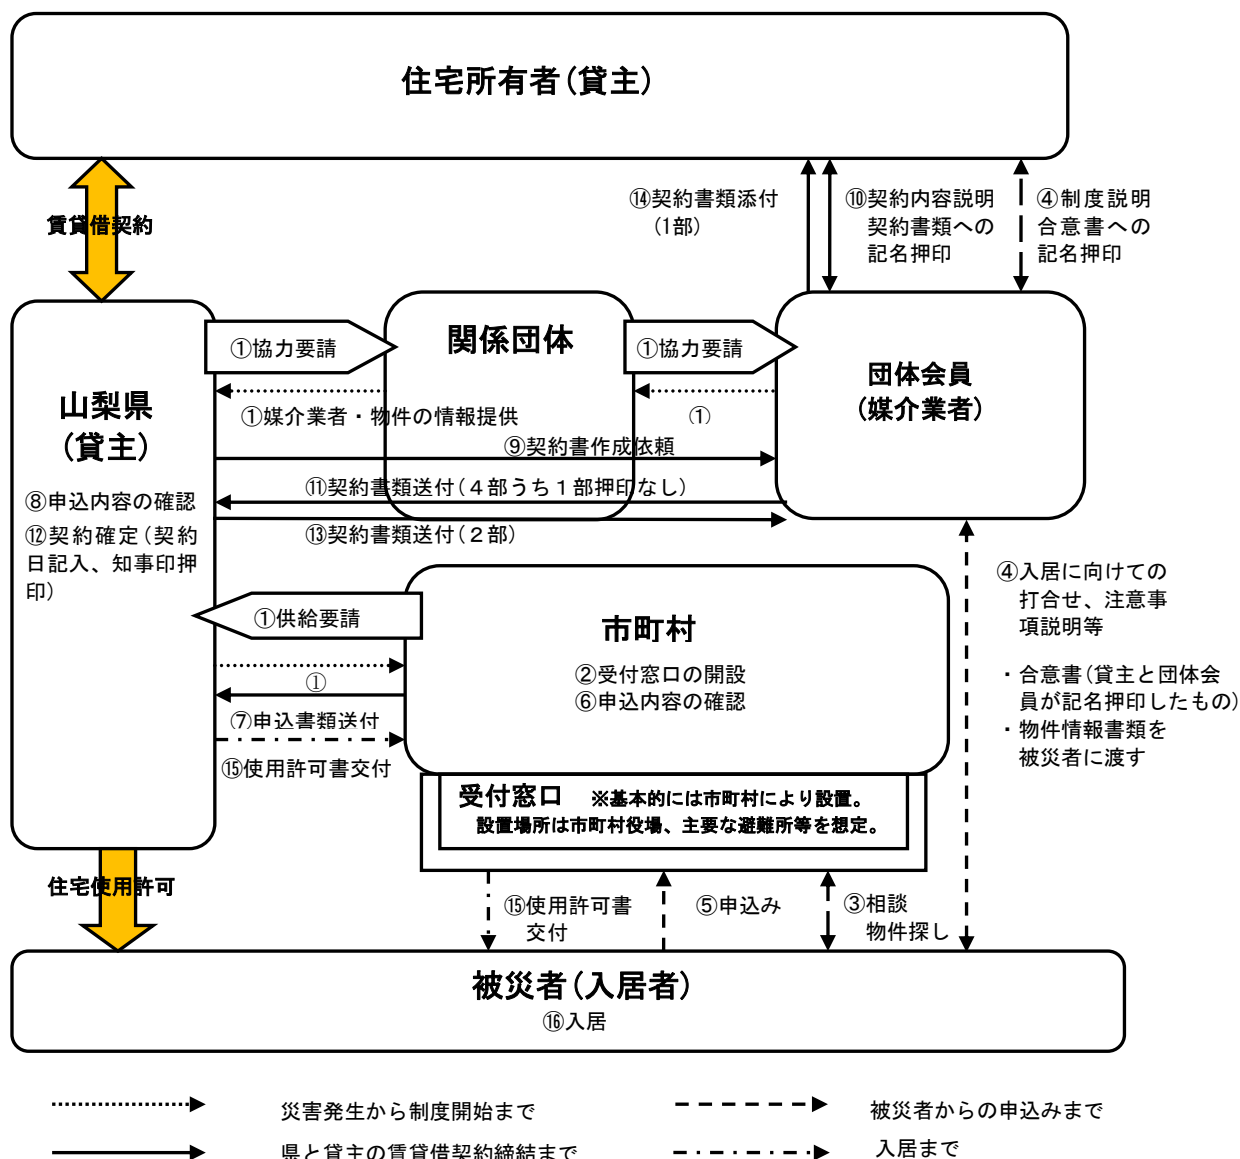 住宅所有者(貸主)
賃貸借契約
⑭契約書類添付
(1部)
⑩契約内容説明
契約書類への
記名押印
④制度説明
合意書への
記名押印
山梨県
(貸主)
⑧申込内容の確認
⑫契約確定(契約
日記入、知事印押
印)
①協力要請
関係団体
①協力要請
団体会員
(媒介業者)
①媒介業者・物件の情報提供
①
⑨契約書作成依頼
⑪契約書類送付(4部うち1部押印なし)
⑬契約書類送付(2部)
①供給要請
市町村
②受付窓口の開設
⑥申込内容の確認
①
⑦申込書類送付
⑮使用許可書交付
④入居に向けての
打合せ、注意事
項説明等
・合意書(貸主と団体会
員が記名押印したもの)
・物件情報書類を
被災者に渡す
受付窓口 ※基本的には市町村により設置。
設置場所は市町村役場、主要な避難所等を想定。
住宅使用許可
⑮使用許可書
交付
⑤申込み
③相談
物件探し
被災者(入居者)
⑯入居
災害発生から制度開始まで
被災者からの申込みまで
県と貸主の賃貸借契約締結まで
入居まで